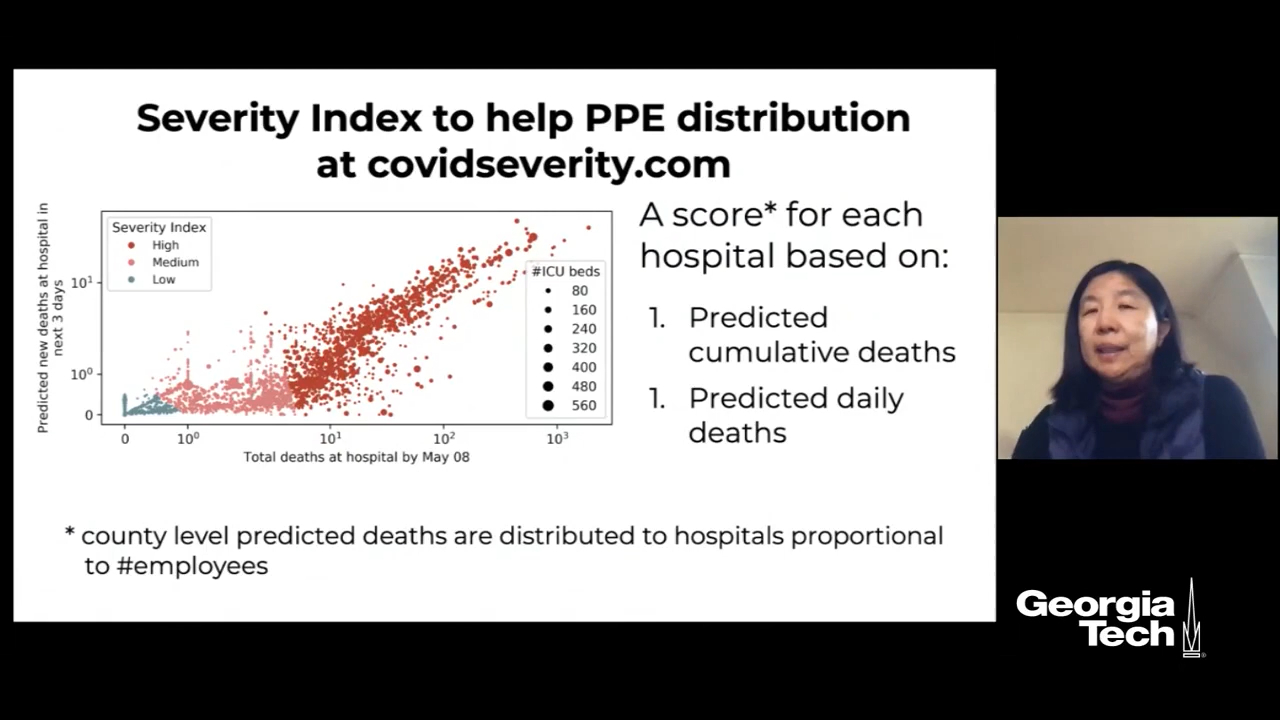 Severity Index to help PPE distribution
at covidseverity.com
Predicted new deaths at hospital in
next 3 days
Severity Index
High
Medium
Low
10¹
10⁰
0
#ICU beds
80
160
240
320
400
480
560
0
10⁰
10¹
10²
10³
Total deaths at hospital by May 08
A score* for each
hospital based on:
1. Predicted
cumulative deaths
1. Predicted daily
deaths
* county level predicted deaths are distributed to hospitals proportional
to #employees
Georgia
Tech